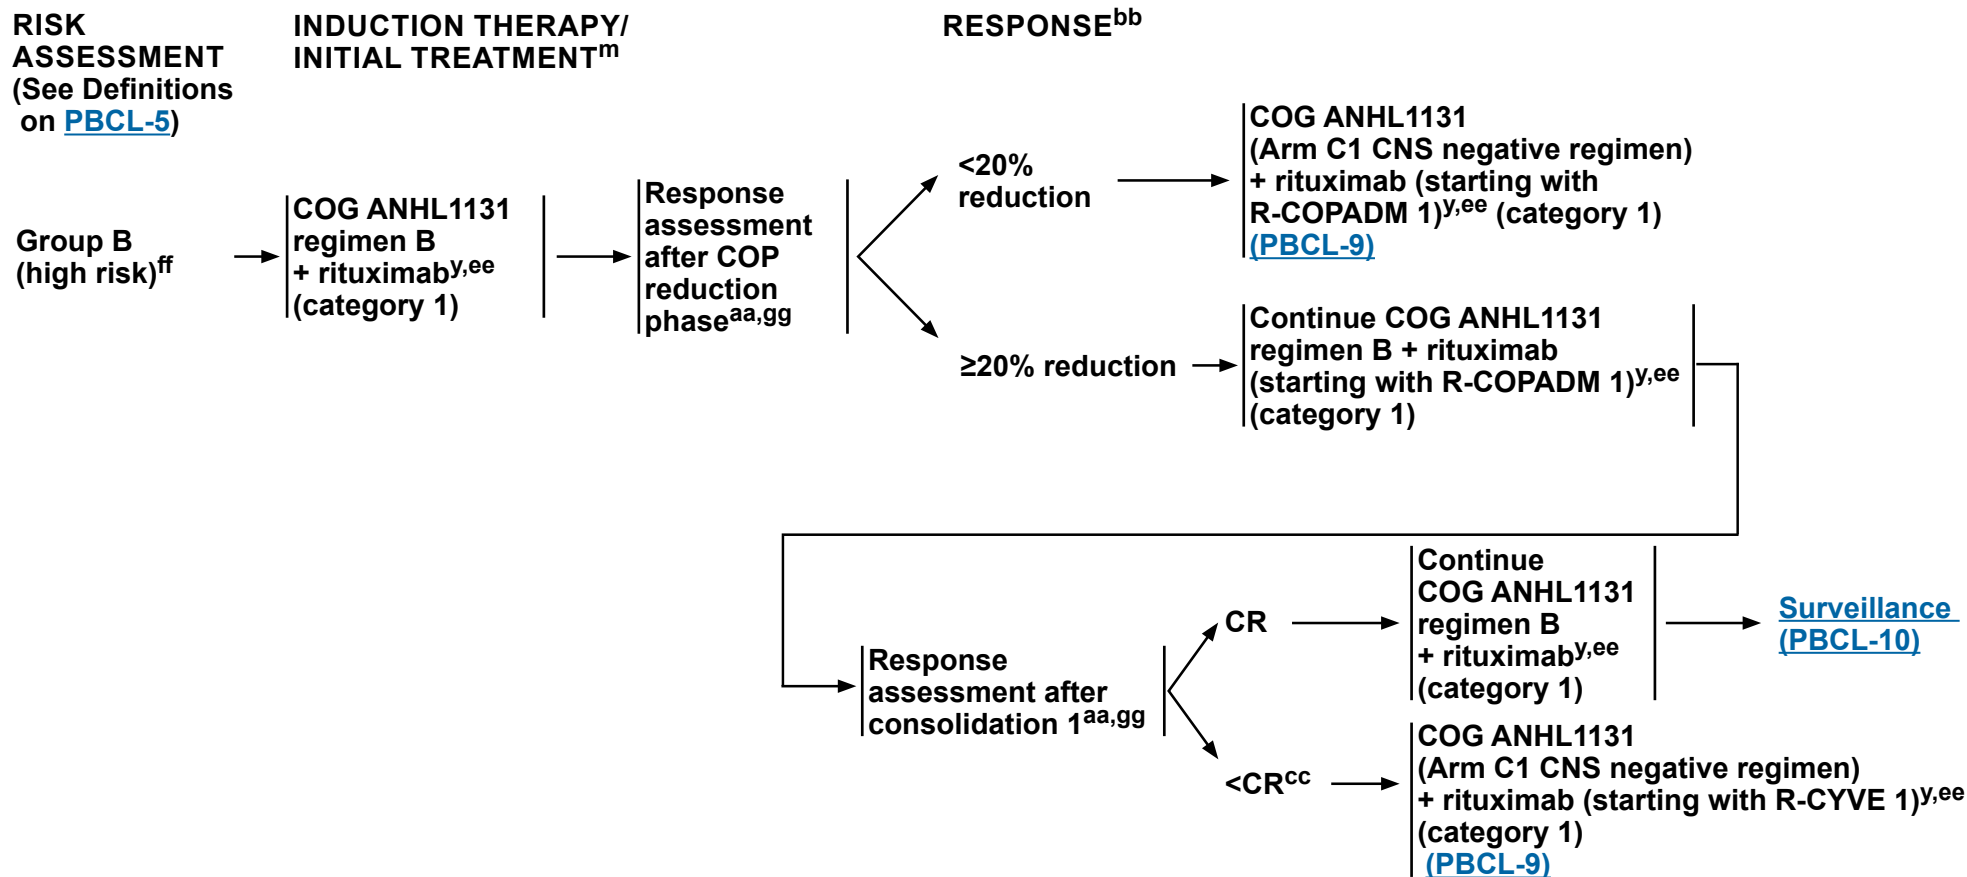 RISK
ASSESSMENT
(See Definitions
on PBCL-5)
INDUCTION THERAPY/
INITIAL TREATMENTm
RESPONSEbb
Group B
(high risk)ff
COG ANHL1131
regimen B
+ rituximaby,ee
(category 1)
Response
assessment
after COP
reduction
phaseaa,gg
<20%
reduction
COG ANHL1131
(Arm C1 CNS negative regimen)
+ rituximab (starting with
R-COPADM 1)y,ee (category 1)
(PBCL-9)
≥20% reduction
Continue COG ANHL1131
regimen B + rituximab
(starting with R-COPADM 1)y,ee
(category 1)
Response
assessment after
consolidation 1aa,gg
CR
Continue
COG ANHL1131
regimen B
+ rituximaby,ee
(category 1)
Surveillance
(PBCL-10)
<CRcc
COG ANHL1131
(Arm C1 CNS negative regimen)
+ rituximab (starting with R-CYVE 1)y,ee
(category 1)
(PBCL-9)